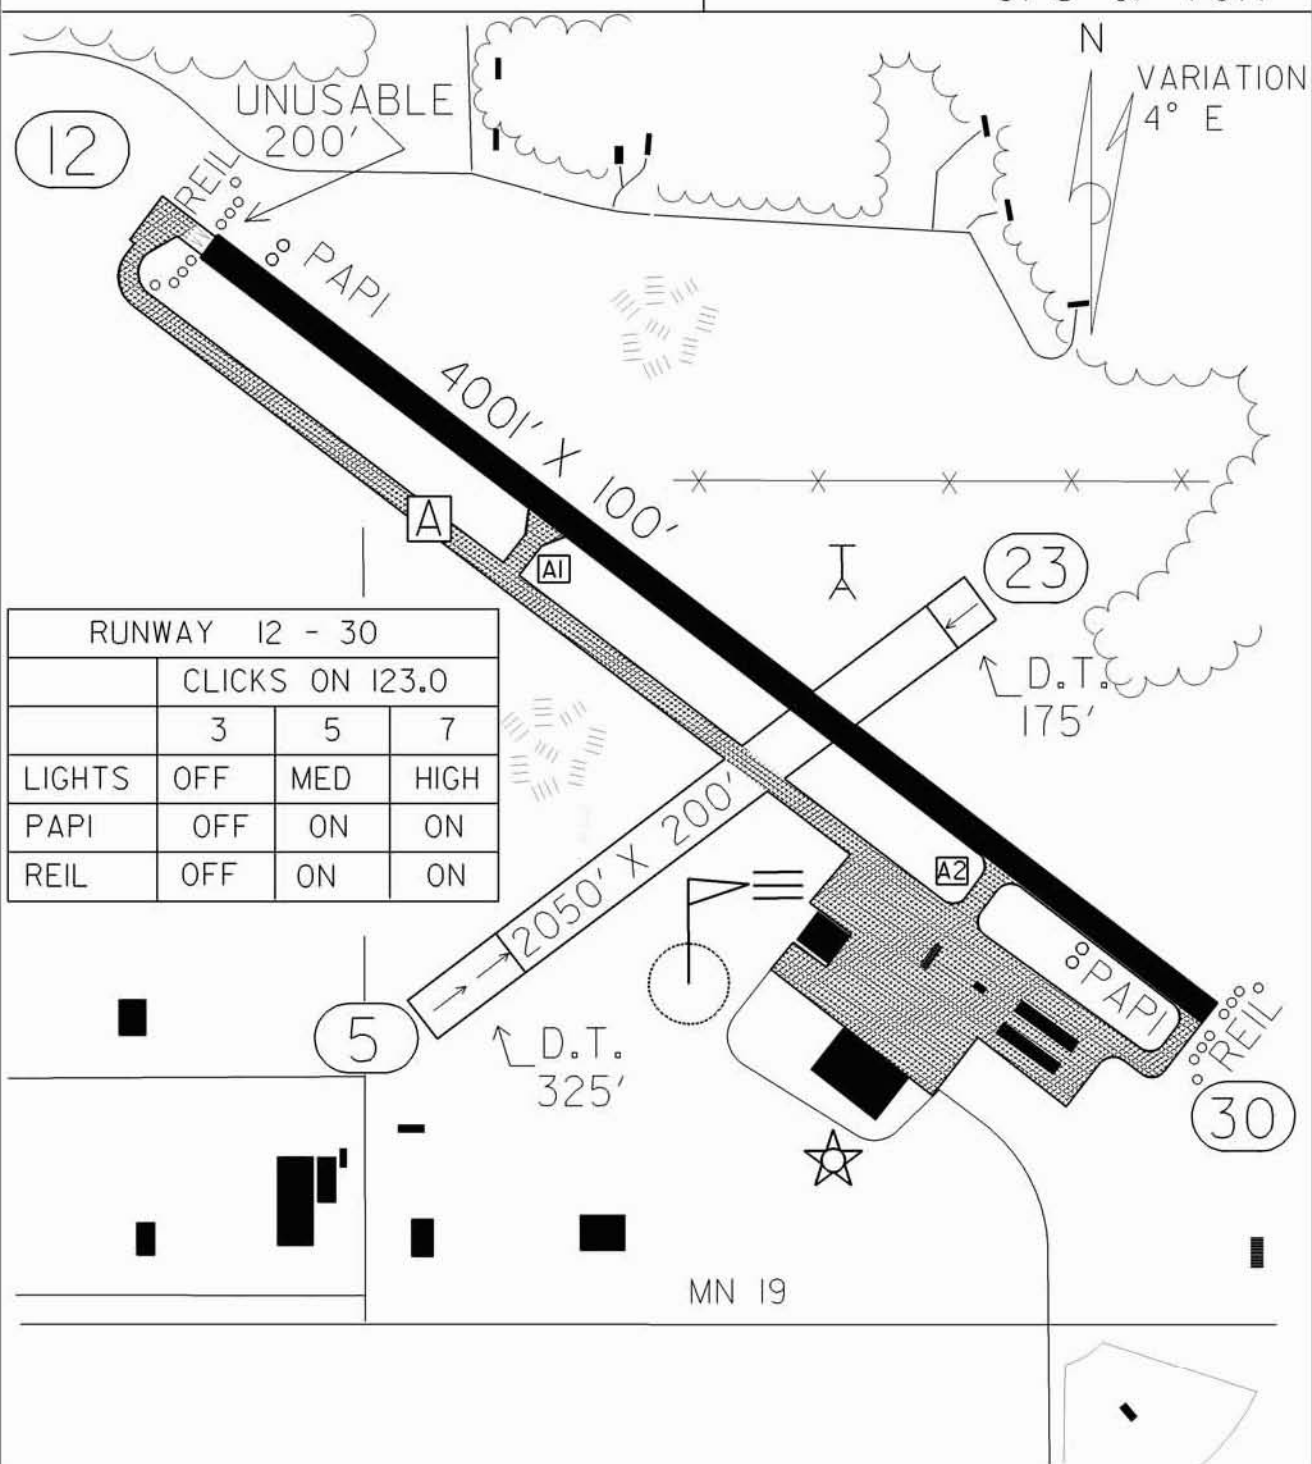 N
VARIATION
4° E
UNUSABLE
200'
12
REIL
PAPI
4001' X 100'
A
A1
23
D.T.
175'
RUNWAY 12 - 30
CLICKS ON 123.0
3 5 7
LIGHTS OFF MED HIGH
PAPI OFF ON ON
REIL OFF ON ON
2050' X 200'
A2
PAPI
REIL
5
D.T.
325'
30
MN 19